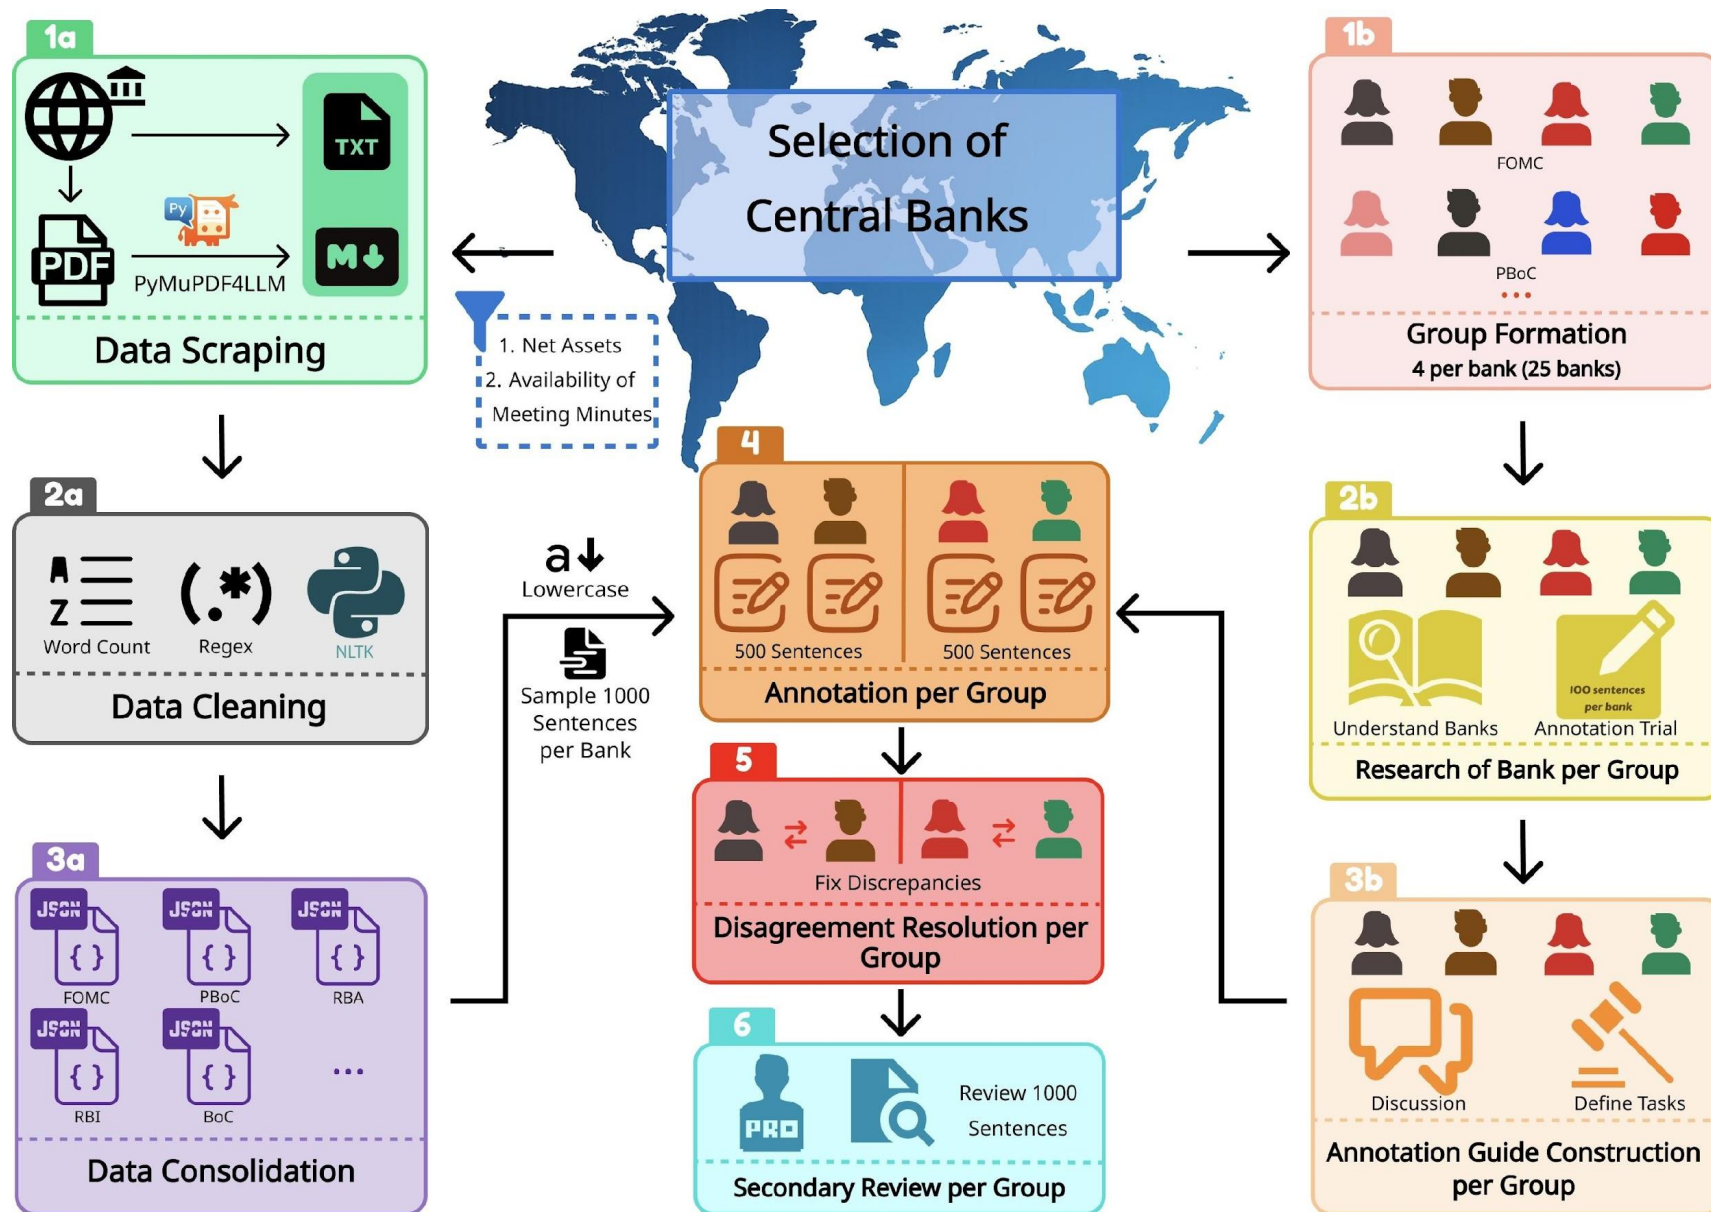 1a
TXT
PDF
Py
PyMuPDF4LLM
M
Data Scraping
Selection of
Central Banks
1. Net Assets
2. Availability of
Meeting Minutes
1b
FOMC
PBoC
...
Group Formation
4 per bank (25 banks)
2a
A
Z
Word Count
(.*)
Regex
NLTK
Data Cleaning
a
Lowercase
Sample 1000
Sentences
per Bank
4
500 Sentences
500 Sentences
Annotation per Group
2b
100 sentences
per bank
Understand Banks
Annotation Trial
Research of Bank per Group
3a
JSON
{ }
FOMC
JSON
{ }
PBoC
JSON
{ }
RBA
JSON
{ }
RBI
JSON
{ }
BoC
...
Data Consolidation
5
Fix Discrepancies
Disagreement Resolution per
Group
6
PRO
Review 1000
Sentences
Secondary Review per Group
3b
Discussion
Define Tasks
Annotation Guide Construction
per Group